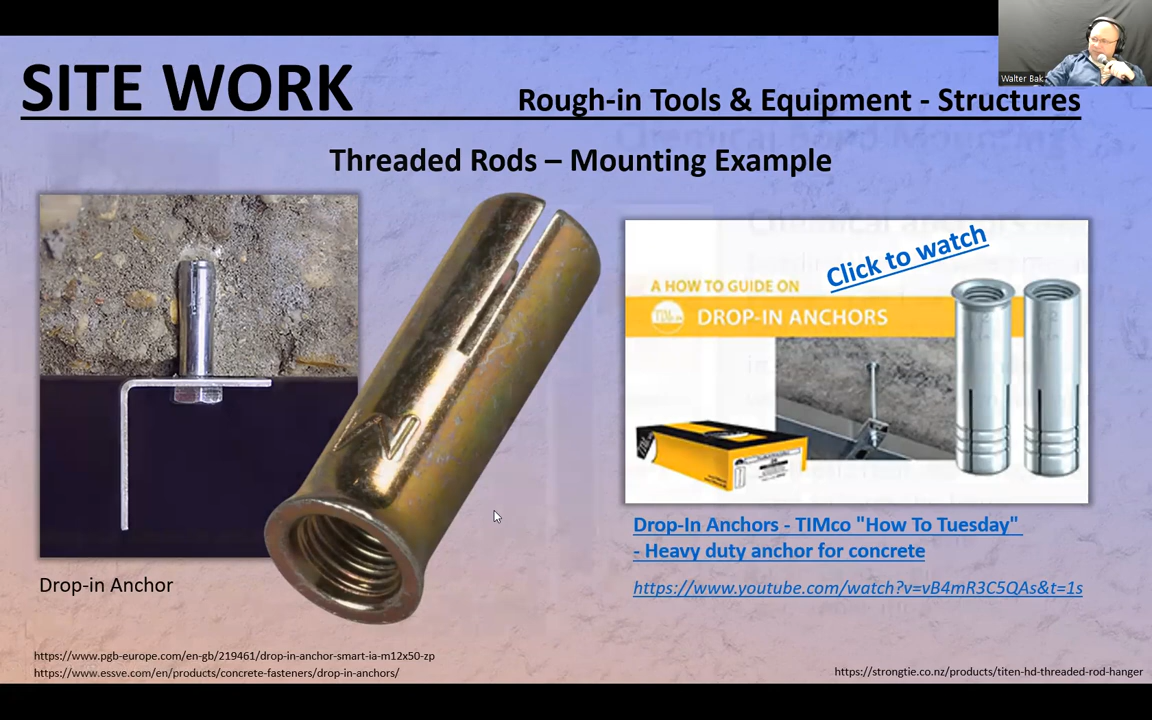 Walter Bak
SITE WORK
Rough-in Tools & Equipment - Structures
Threaded Rods – Mounting Example
Click to watch
A HOW TO GUIDE ON
DROP-IN ANCHORS
Drop-In Anchors - TIMco "How To Tuesday"
- Heavy duty anchor for concrete
https://www.youtube.com/watch?v=vB4mR3C5QAs&t=1s
Drop-in Anchor
https://www.pgb-europe.com/en-gb/219461/drop-in-anchor-smart-ia-m12x50-zp
https://www.essve.com/en/products/concrete-fasteners/drop-in-anchors/
https://strongtie.co.nz/products/titen-hd-threaded-rod-hanger